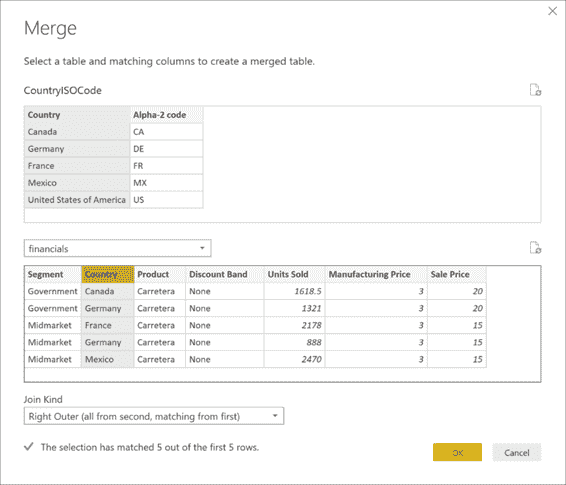 Merge
Select a table and matching columns to create a merged table.
CountryISOCode
Country Alpha-2 code
Canada CA
Germany DE
France FR
Mexico MX
United States of America US
financials
Segment Country Product Discount Band Units Sold Manufacturing Price Sale Price
Government Canada Carretera None 1618.5 3 20
Government Germany Carretera None 1321 3 20
Midmarket France Carretera None 2178 3 15
Midmarket Germany Carretera None 888 3 15
Midmarket Mexico Carretera None 2470 3 15
Join Kind
Right Outer (all from second, matching from first)
The selection has matched 5 out of the first 5 rows.
OK Cancel